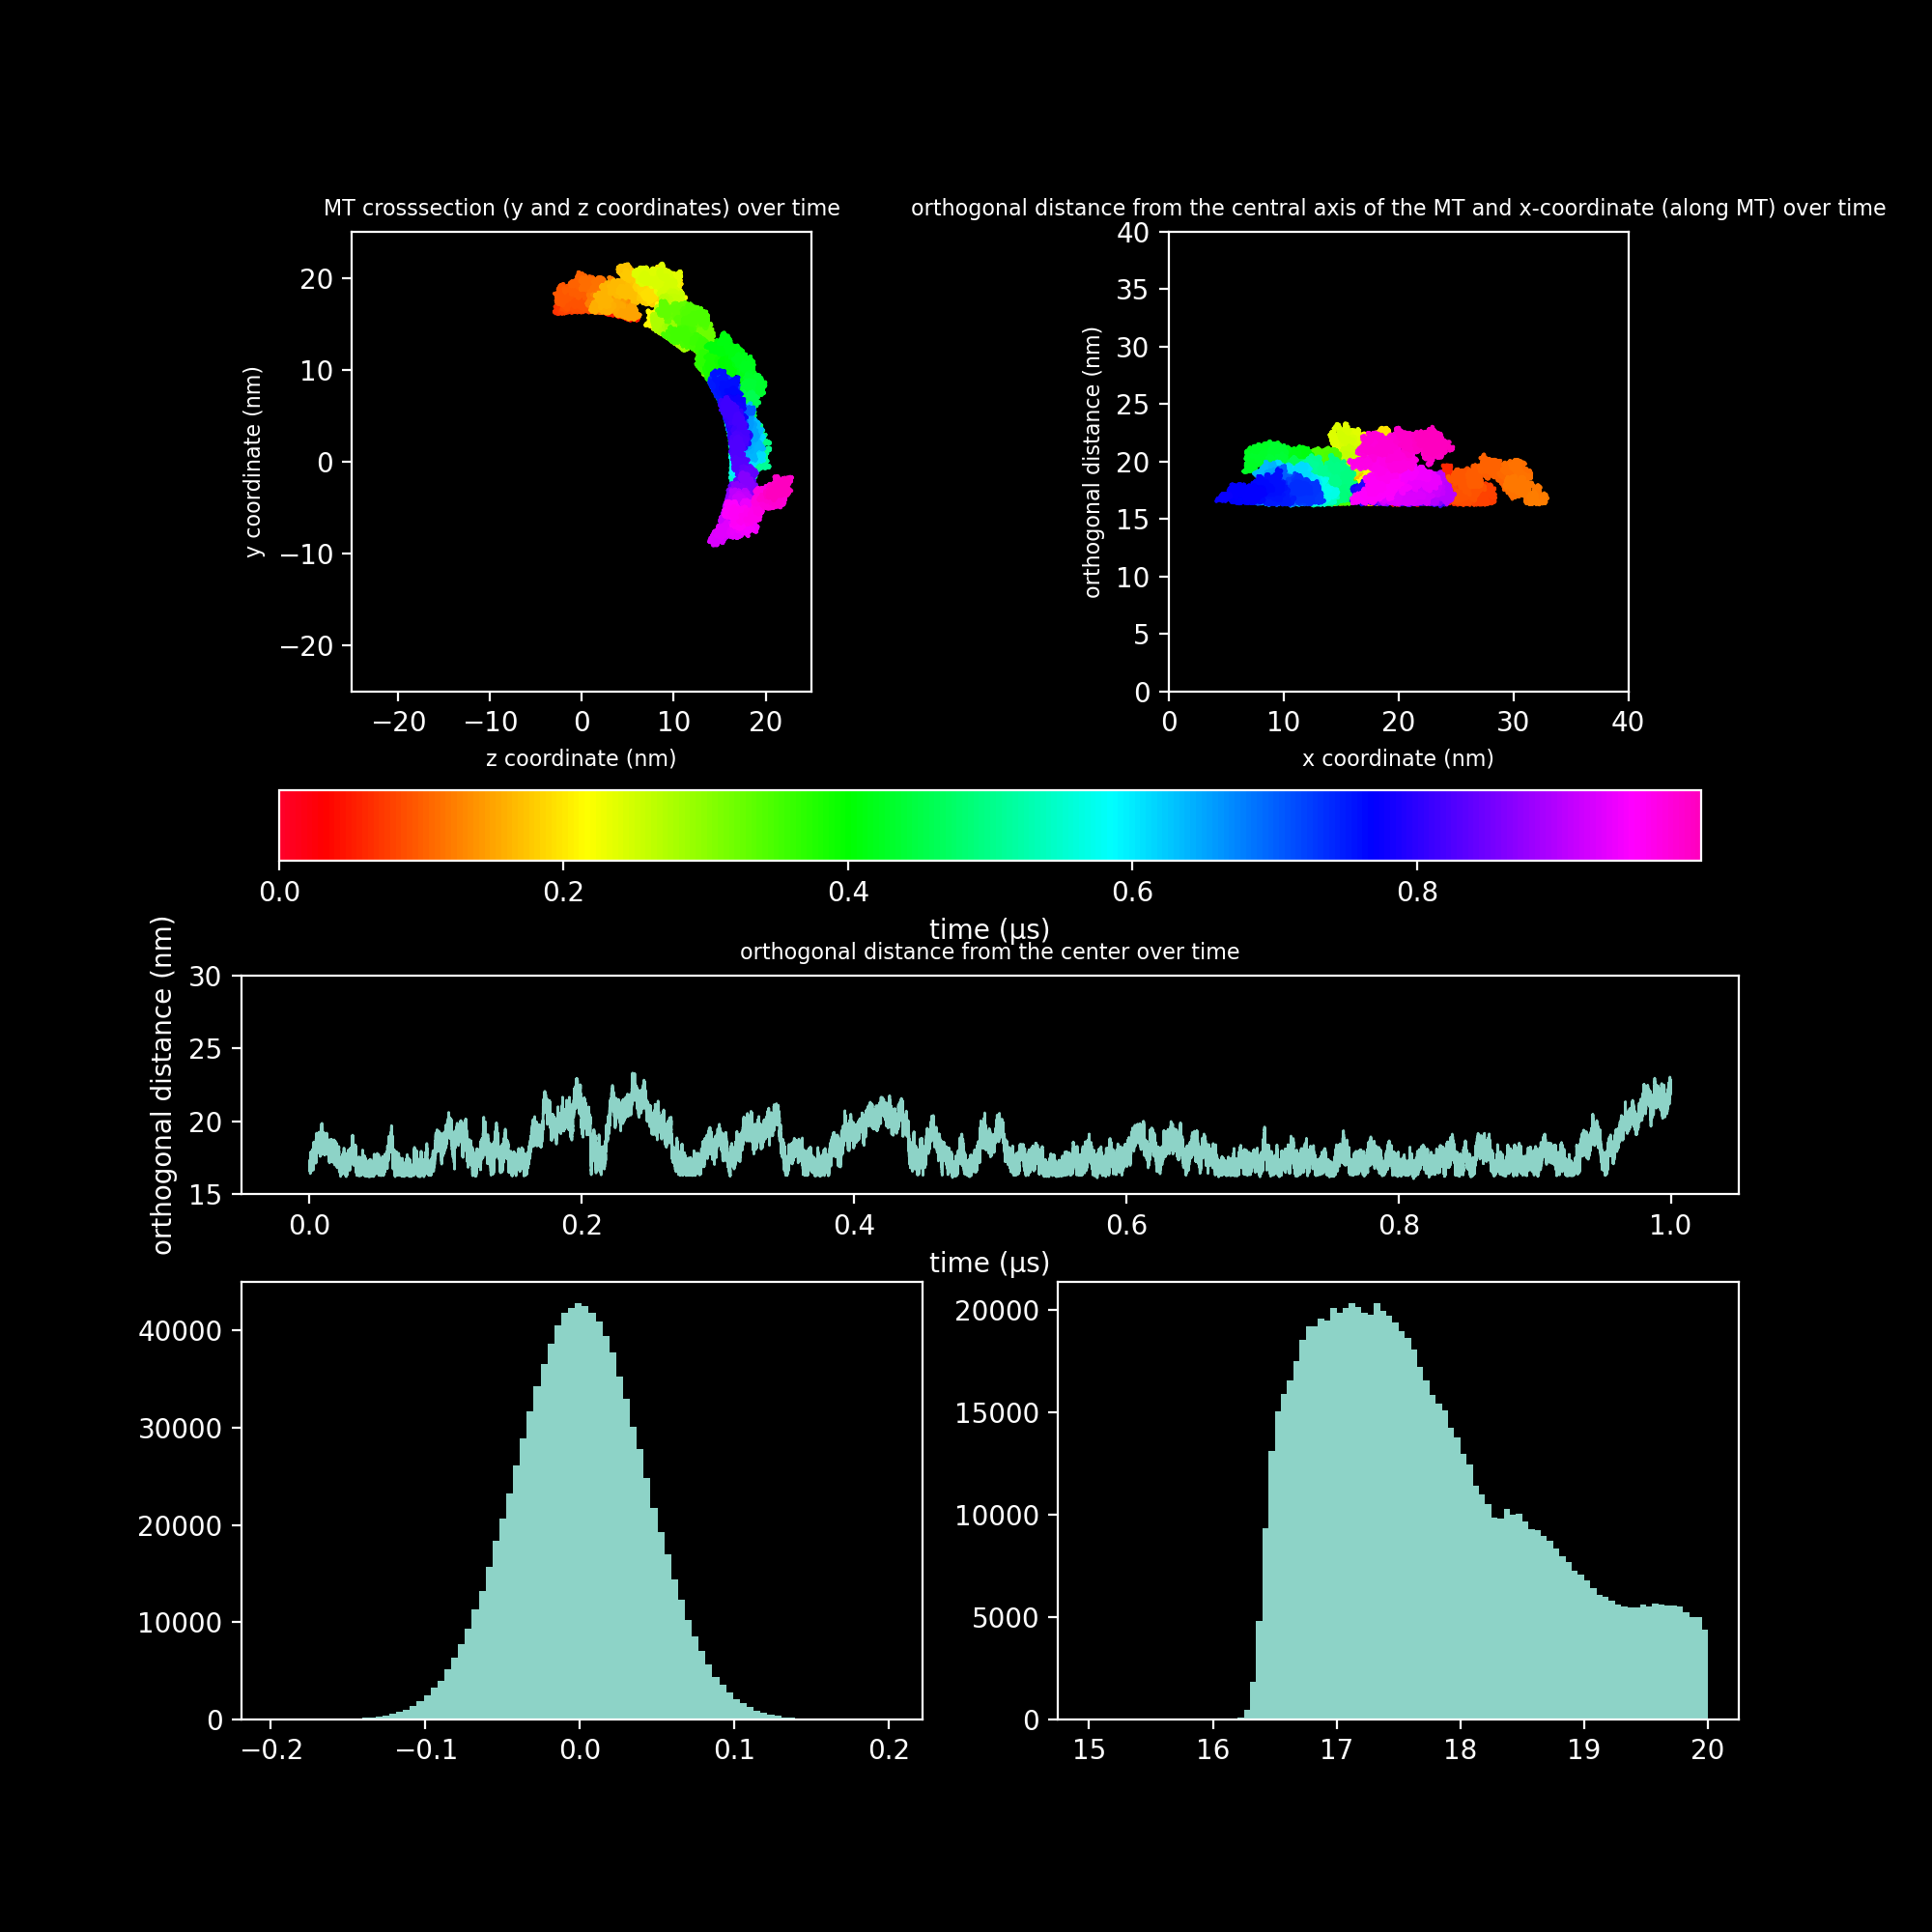 MT crosssection (y and z coordinates) over time
orthogonal distance from the central axis of the MT and x-coordinate (along MT) over time
y coordinate (nm)
20
10
0
−10
−20
−20 −10 0 10 20
z coordinate (nm)
orthogonal distance (nm)
40
35
30
25
20
15
10
5
0
0 10 20 30 40
x coordinate (nm)
0.0 0.2 0.4 0.6 0.8
time (µs)
orthogonal distance from the center over time
orthogonal distance (nm)
30
25
20
15
0.0 0.2 0.4 0.6 0.8 1.0
time (µs)
40000
30000
20000
10000
0
−0.2 −0.1 0.0 0.1 0.2
20000
15000
10000
5000
0
15 16 17 18 19 20